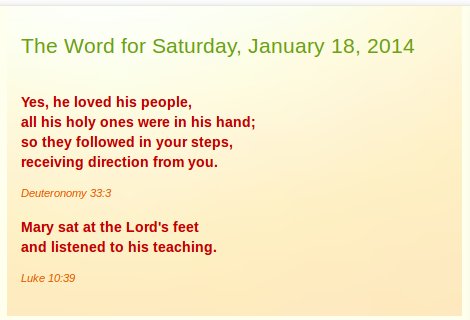 The Word for Saturday, January 18, 2014
Yes, he loved his people,
all his holy ones were in his hand;
so they followed in your steps,
receiving direction from you.
Deuteronomy 33:3
Mary sat at the Lord's feet
and listened to his teaching.
Luke 10:39